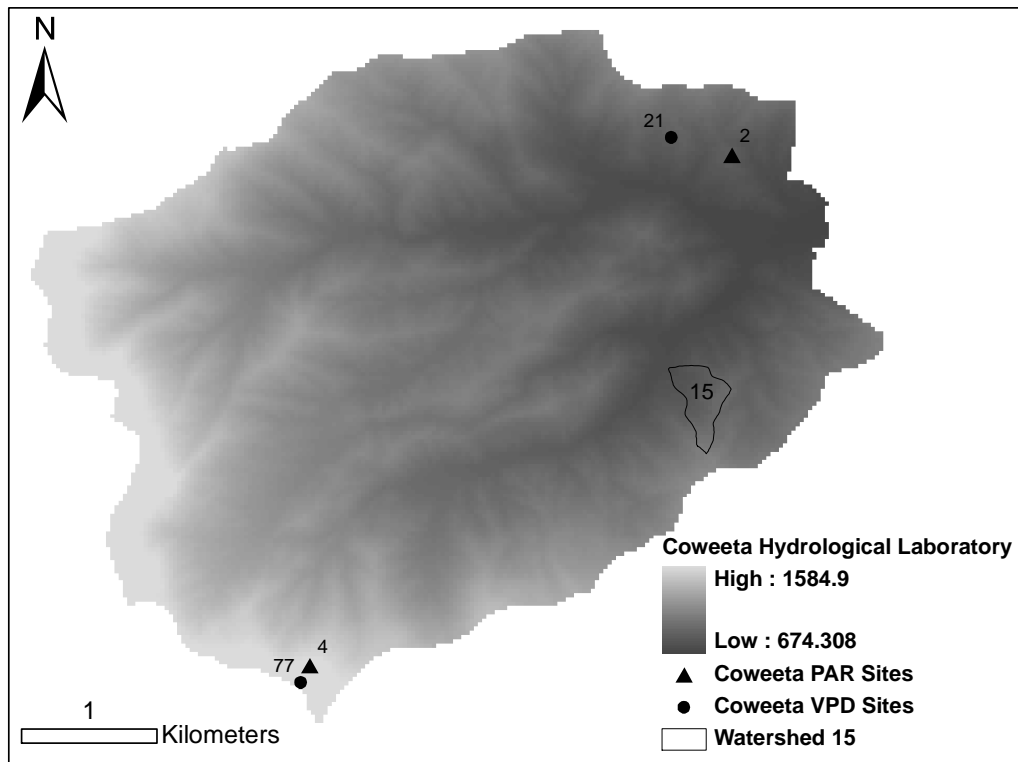 N
21
2
15
4
77
1
Kilometers
Coweeta Hydrological Laboratory
High : 1584.9
Low : 674.308
Coweeta PAR Sites
Coweeta VPD Sites
Watershed 15